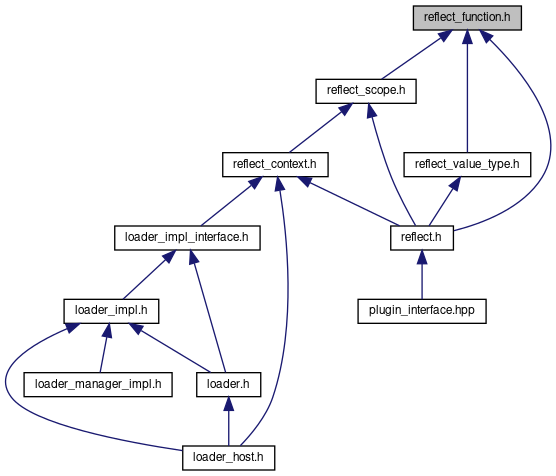 reflect_function.h
reflect_scope.h
reflect_context.h
reflect_value_type.h
loader_impl_interface.h
reflect.h
loader_impl.h
plugin_interface.hpp
loader_manager_impl.h
loader.h
loader_host.h